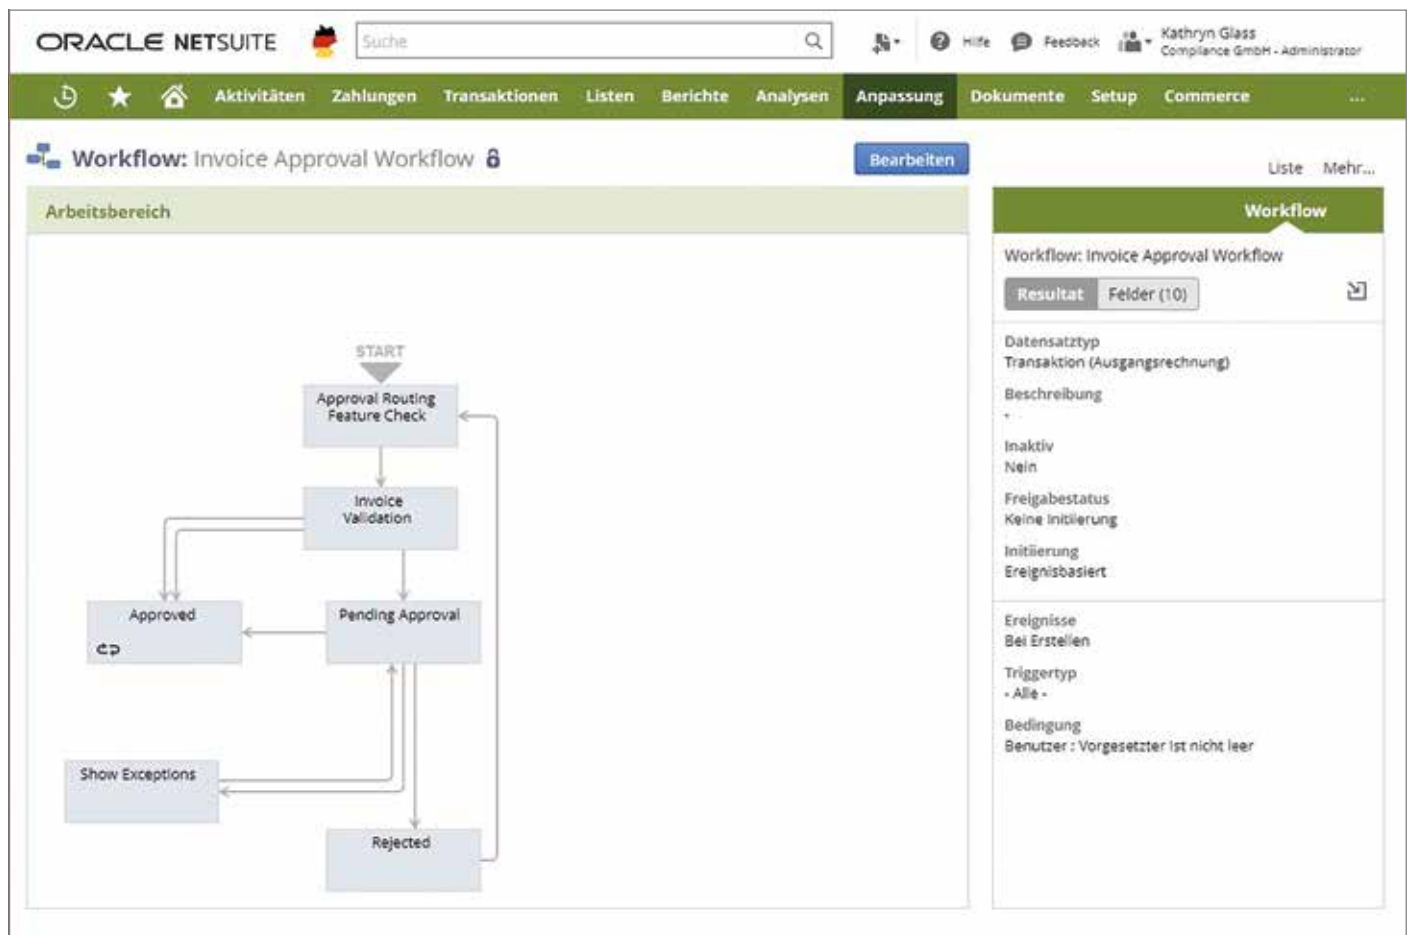 ORACLE NETSUITE
Suche
Hilfe
Feedback
Kathryn Glass
Compliance GmbH - Administrator
Aktivitäten Zahlungen Transaktionen Listen Berichte Analysen Anpassung Dokumente Setup Commerce ...
Workflow: Invoice Approval Workflow
Bearbeiten
Liste Mehr...
Arbeitsbereich
START
Approval Routing
Feature Check
Invoice
Validation
Approved
Pending Approval
Show Exceptions
Rejected
Workflow
Workflow: Invoice Approval Workflow
Resultat Felder (10)
Datensatztyp
Transaktion (Ausgangsrechnung)
Beschreibung
-
Inaktiv
Nein
Freigabestatus
Keine Initiierung
Initiierung
Ereignisbasiert
Ereignisse
Bei Erstellen
Triggertyp
- Alle -
Bedingung
Benutzer : Vorgesetzter ist nicht leer